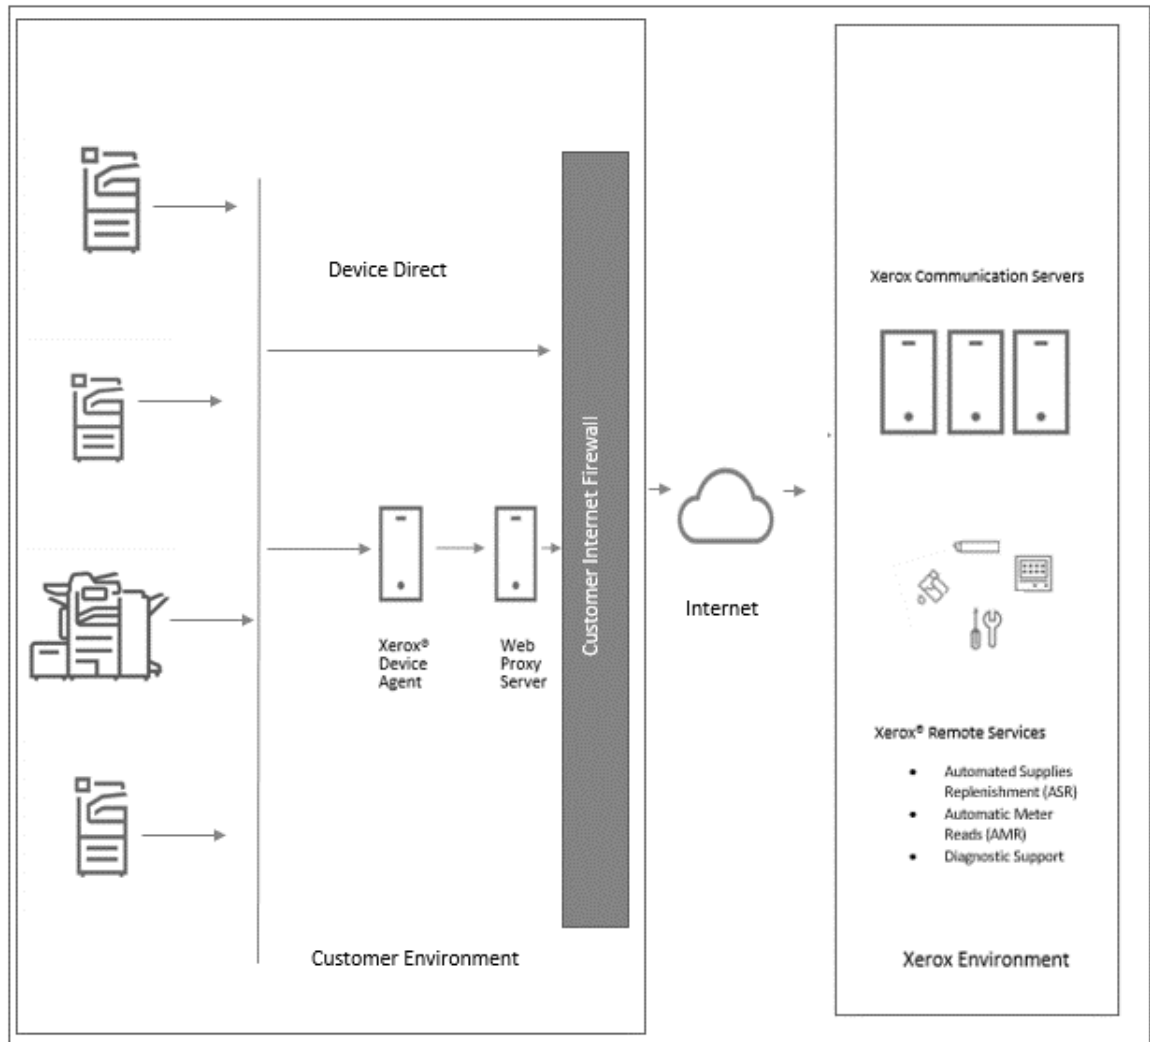 Device Direct
Customer Internet Firewall
Xerox®
Device
Agent
Web
Proxy
Server
Customer Environment
Internet
Xerox Communication Servers
Xerox® Remote Services
• Automated Supplies
Replenishment (ASR)
• Automatic Meter
Reads (AMR)
• Diagnostic Support
Xerox Environment